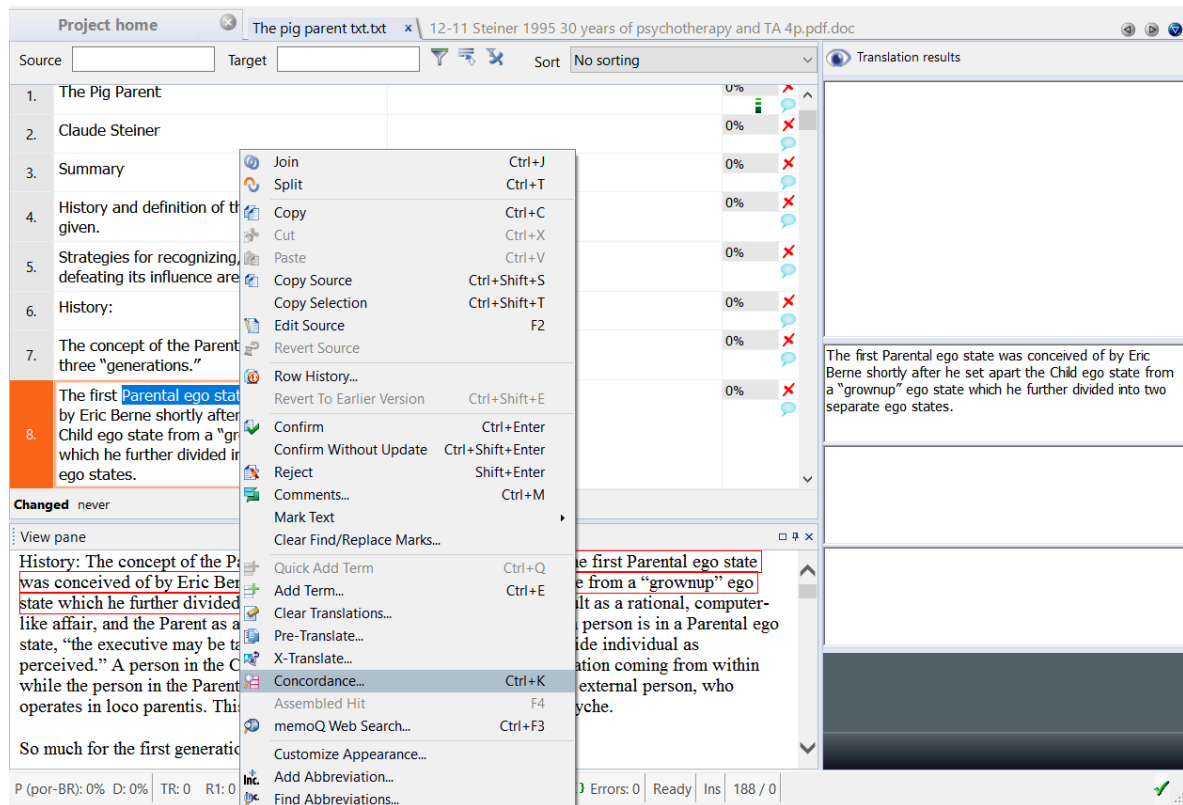 Project home
The pig parent txt.txt x
12-11 Steiner 1995 30 years of psychotherapy and TA 4p.pdf.doc
Source Target Sort No sorting
Translation results
1. The Pig Parent 0%
2. Claude Steiner 0%
3. Summary 0%
4. History and definition of th
given. 0%
5. Strategies for recognizing,
defeating its influence are 0%
6. History: 0%
7. The concept of the Parent
three “generations.” 0%
8. The first Parental ego stat
by Eric Berne shortly after
Child ego state from a “gr
which he further divided in
ego states. 0%
Changed never
Join Ctrl+J
Split Ctrl+T
Copy Ctrl+C
Cut Ctrl+X
Paste Ctrl+V
Copy Source Ctrl+Shift+S
Copy Selection Ctrl+Shift+T
Edit Source F2
Revert Source
Row History...
Revert To Earlier Version Ctrl+Shift+E
Confirm Ctrl+Enter
Confirm Without Update Ctrl+Shift+Enter
Reject Shift+Enter
Comments... Ctrl+M
Mark Text
Clear Find/Replace Marks...
Quick Add Term Ctrl+Q
Add Term... Ctrl+E
Clear Translations...
Pre-Translate...
X-Translate...
Concordance... Ctrl+K
Assembled Hit F4
memoQ Web Search... Ctrl+F3
Customize Appearance...
Inc. Add Abbreviation...
Find Abbreviations...
The first Parental ego state was conceived of by Eric
Berne shortly after he set apart the Child ego state from
a “grownup” ego state which he further divided into two
separate ego states.
View pane
History: The concept of the Pa
e first Parental ego state
was conceived of by Eric Ber
e from a “grownup” ego
state which he further divided
lt as a rational, computer-
like affair, and the Parent as a
person is in a Parental ego
state, “the executive may be ta
ide individual as
perceived.” A person in the C
ation coming from within
while the person in the Parent
external person, who
operates in loco parentis. This
yche.
So much for the first generatio
P (por-BR): 0% D: 0% TR: 0 R1: 0
Errors: 0 Ready Ins 188 / 0